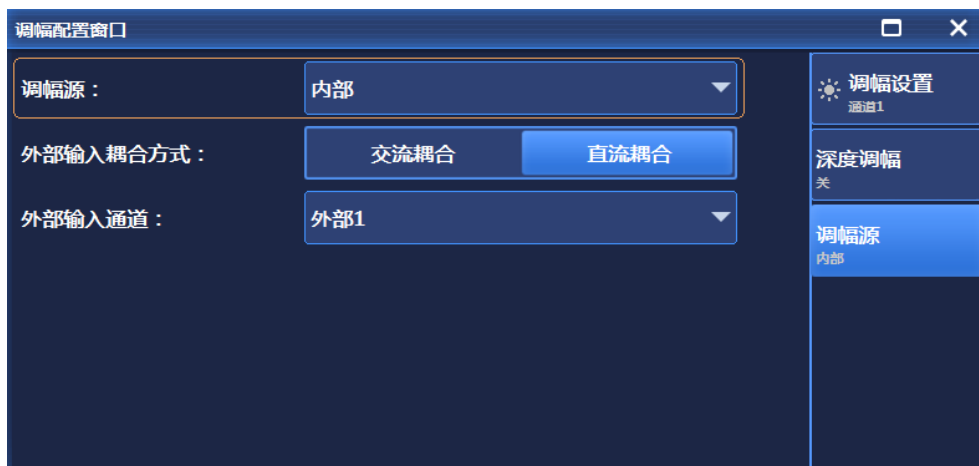 调幅配置窗口
调幅源：
内部
外部输入耦合方式：
交流耦合
直流耦合
外部输入通道：
外部1
调幅设置
通道1
深度调幅
关
调幅源
内部